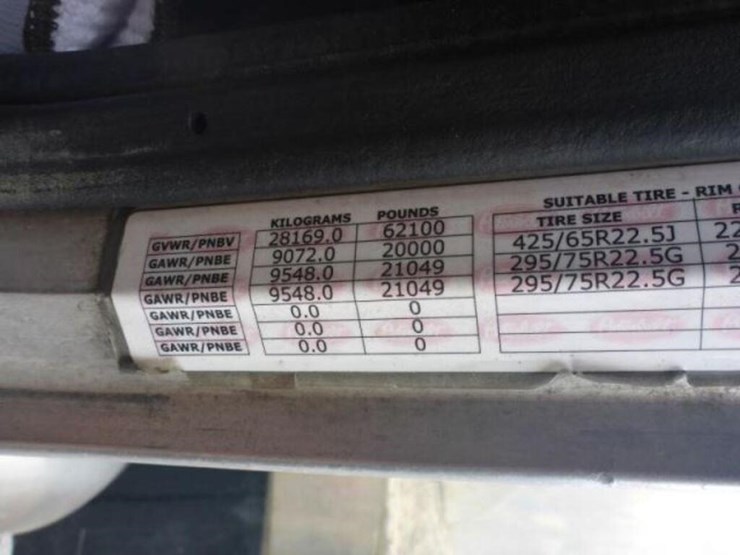 KILOGRAMS POUNDS SUITABLE TIRE - RIM
TIRE SIZE
GVWR/PNBV 28169.0 62100
GAWR/PNBE 9072.0 20000 425/65R22.5J
GAWR/PNBE 9548.0 21049 295/75R22.5G
GAWR/PNBE 9548.0 21049 295/75R22.5G
GAWR/PNBE 0.0 0
GAWR/PNBE 0.0 0
GAWR/PNBE 0.0 0